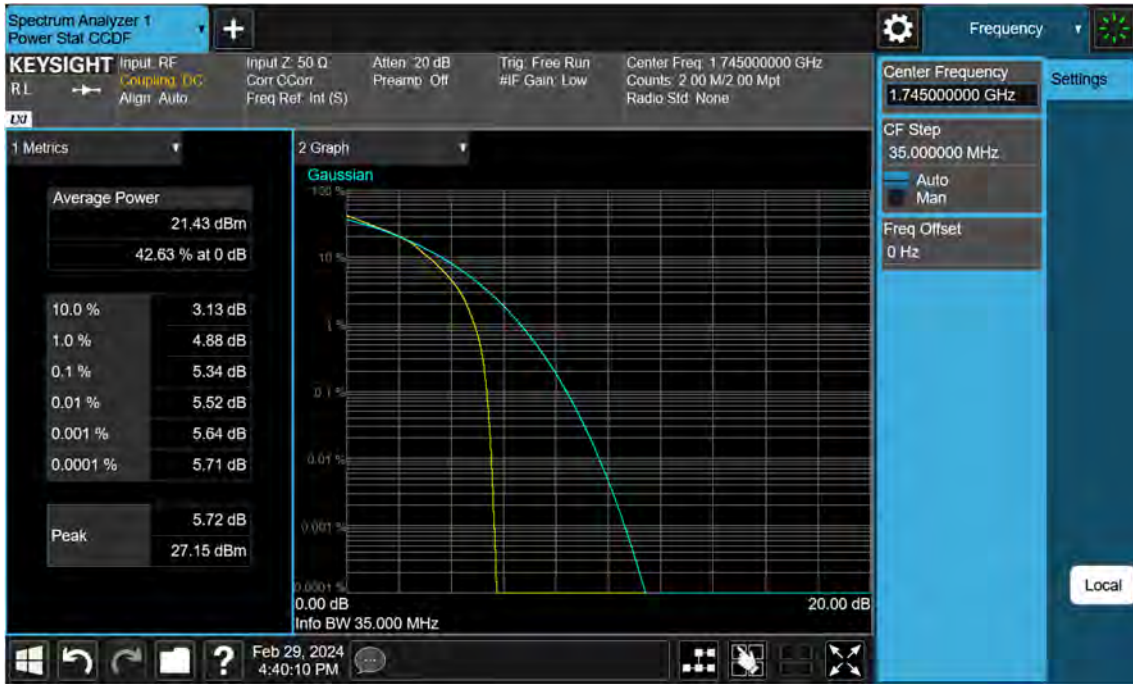 Spectrum Analyzer 1
Power Stat CCDF
+
Frequency
KEYSIGHT
R L
LXI
Input: RF
Coupling: DC
Align: Auto
Input Z: 50 Ω
Corr CCorr
Freq Ref: Int (S)
Atten: 20 dB
Preamp: Off
Trig: Free Run
#IF Gain: Low
Center Freq: 1.745000000 GHz
Counts: 2.00 M/2.00 Mpt
Radio Std: None
Center Frequency
1.745000000 GHz
Settings
CF Step
35.000000 MHz
Auto
Man
Freq Offset
0 Hz
Local
1 Metrics
Average Power
21.43 dBm
42.63 % at 0 dB
10.0 % 3.13 dB
1.0 % 4.88 dB
0.1 % 5.34 dB
0.01 % 5.52 dB
0.001 % 5.64 dB
0.0001 % 5.71 dB
Peak
5.72 dB
27.15 dBm
2 Graph
Gaussian
100 %
10 %
1 %
0.1 %
0.01 %
0.001 %
0.0001 %
0.00 dB 20.00 dB
Info BW 35.000 MHz
?
Feb 29, 2024
4:40:10 PM